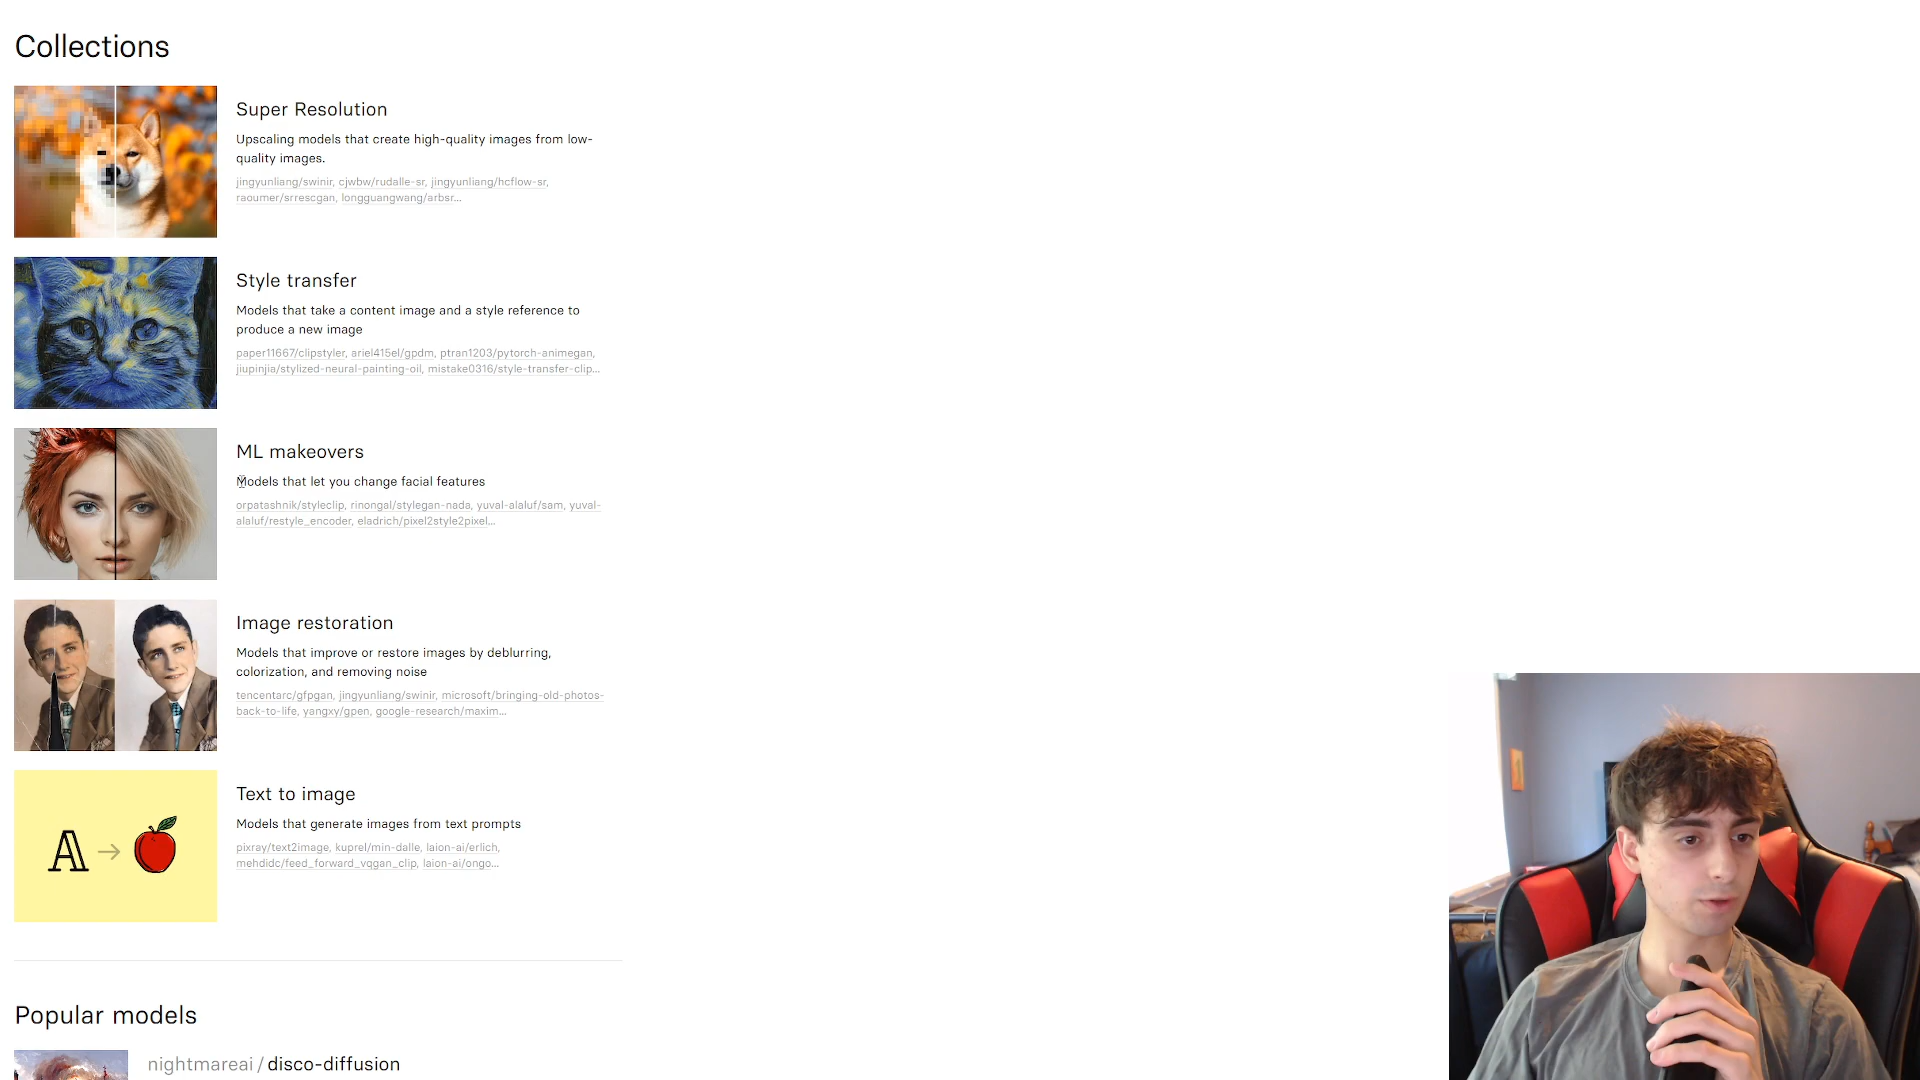 Collections
Super Resolution
Upscaling models that create high-quality images from low-
quality images.
jingyunliang/swinir, cjwbw/rudalle-sr, jingyunliang/hcflow-sr,
raoumer/srrescgan, longguangwang/arbsr...
Style transfer
Models that take a content image and a style reference to
produce a new image
paper11667/clipstyler, ariel415el/gpdm, ptran1203/pytorch-animegan,
jiupinjia/stylized-neural-painting-oil, mistake0316/style-transfer-clip...
ML makeovers
Models that let you change facial features
orpatashnik/styleclip, rinongal/stylegan-nada, yuval-alaluf/sam, yuval-
alaluf/restyle_encoder, eladrich/pixel2style2pixel...
Image restoration
Models that improve or restore images by deblurring,
colorization, and removing noise
tencentarc/gfpgan, jingyunliang/swinir, microsoft/bringing-old-photos-
back-to-life, yangxy/gpen, google-research/maxim...
A
Text to image
Models that generate images from text prompts
pixray/text2image, kuprel/min-dalle, laion-ai/erlich,
mehdidc/feed_forward_vqgan_clip, laion-ai/ongo...
Popular models
nightmareai / disco-diffusion